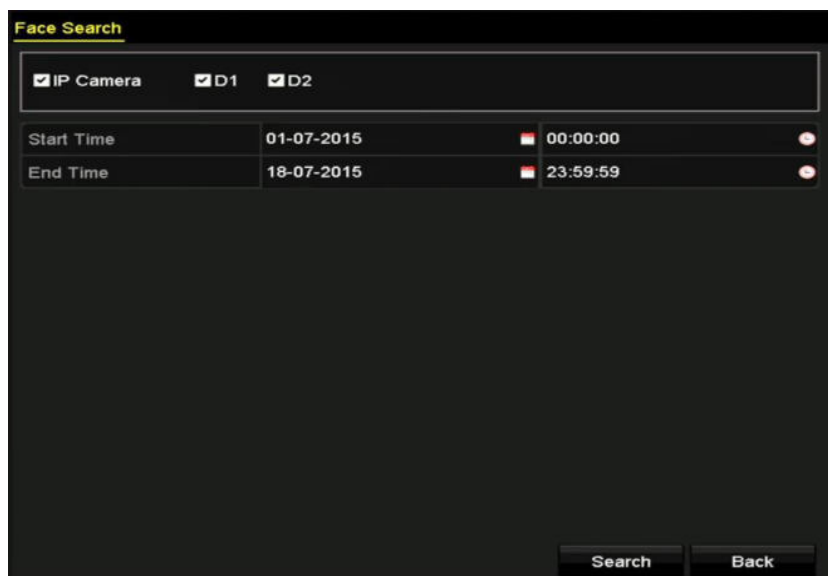 Face Search
IP Camera D1 D2
Start Time 01-07-2015 00:00:00
End Time 18-07-2015 23:59:59
Search Back